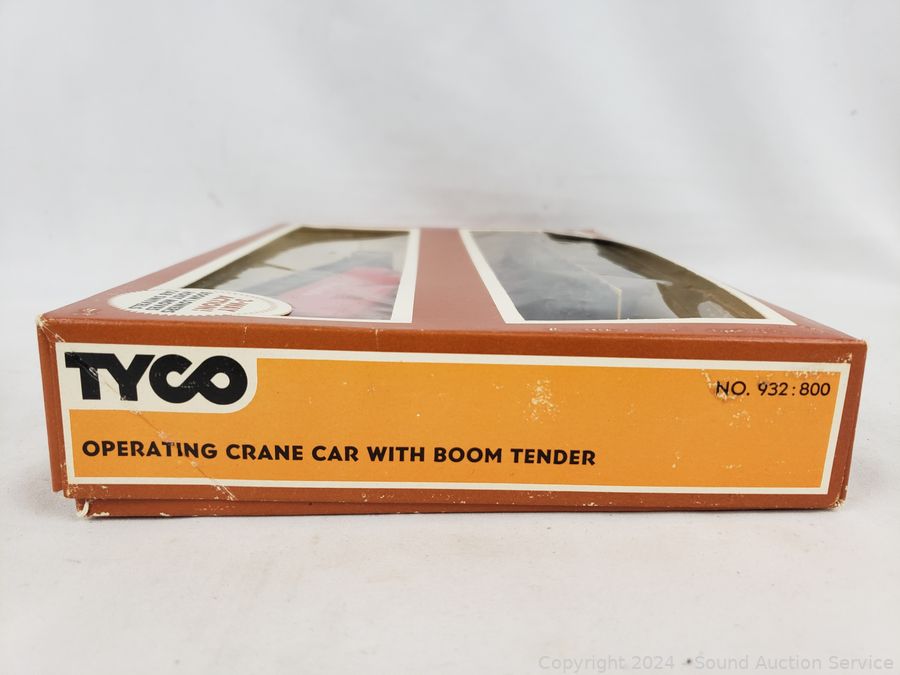 TYCO
NO. 932:800
OPERATING CRANE CAR WITH BOOM TENDER
Copyright 2024 - Sound Auction Service